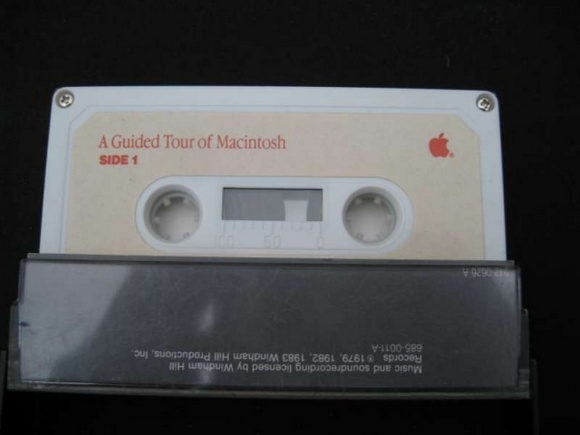 A Guided Tour of Macintosh
SIDE 1
100 50 0
Music and soundrecording licensed by Windham Hill
Records ℗ 1979, 1982, 1983 Windham Hill Productions, Inc.
685-0011-A